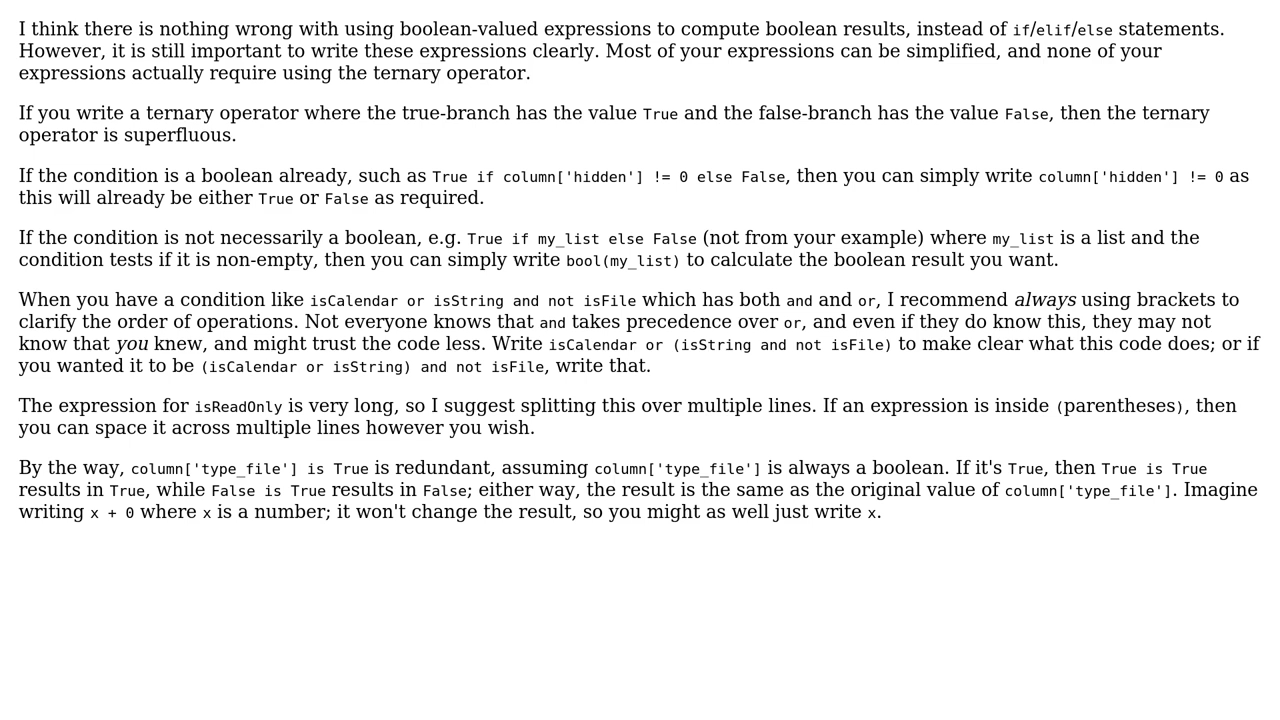 I think there is nothing wrong with using boolean-valued expressions to compute boolean results, instead of if/elif/else statements.
However, it is still important to write these expressions clearly. Most of your expressions can be simplified, and none of your
expressions actually require using the ternary operator.
If you write a ternary operator where the true-branch has the value True and the false-branch has the value False, then the ternary
operator is superfluous.
If the condition is a boolean already, such as True if column['hidden'] != 0 else False, then you can simply write column['hidden'] != 0 as
this will already be either True or False as required.
If the condition is not necessarily a boolean, e.g. True if my_list else False (not from your example) where my_list is a list and the
condition tests if it is non-empty, then you can simply write bool(my_list) to calculate the boolean result you want.
When you have a condition like isCalendar or isString and not isFile which has both and and or, I recommend always using brackets to
clarify the order of operations. Not everyone knows that and takes precedence over or, and even if they do know this, they may not
know that you knew, and might trust the code less. Write isCalendar or (isString and not isFile) to make clear what this code does; or if
you wanted it to be (isCalendar or isString) and not isFile, write that.
The expression for isReadOnly is very long, so I suggest splitting this over multiple lines. If an expression is inside (parentheses), then
you can space it across multiple lines however you wish.
By the way, column['type_file'] is True is redundant, assuming column['type_file'] is always a boolean. If it's True, then True is True
results in True, while False is True results in False; either way, the result is the same as the original value of column['type_file']. Imagine
writing x + 0 where x is a number; it won't change the result, so you might as well just write x.